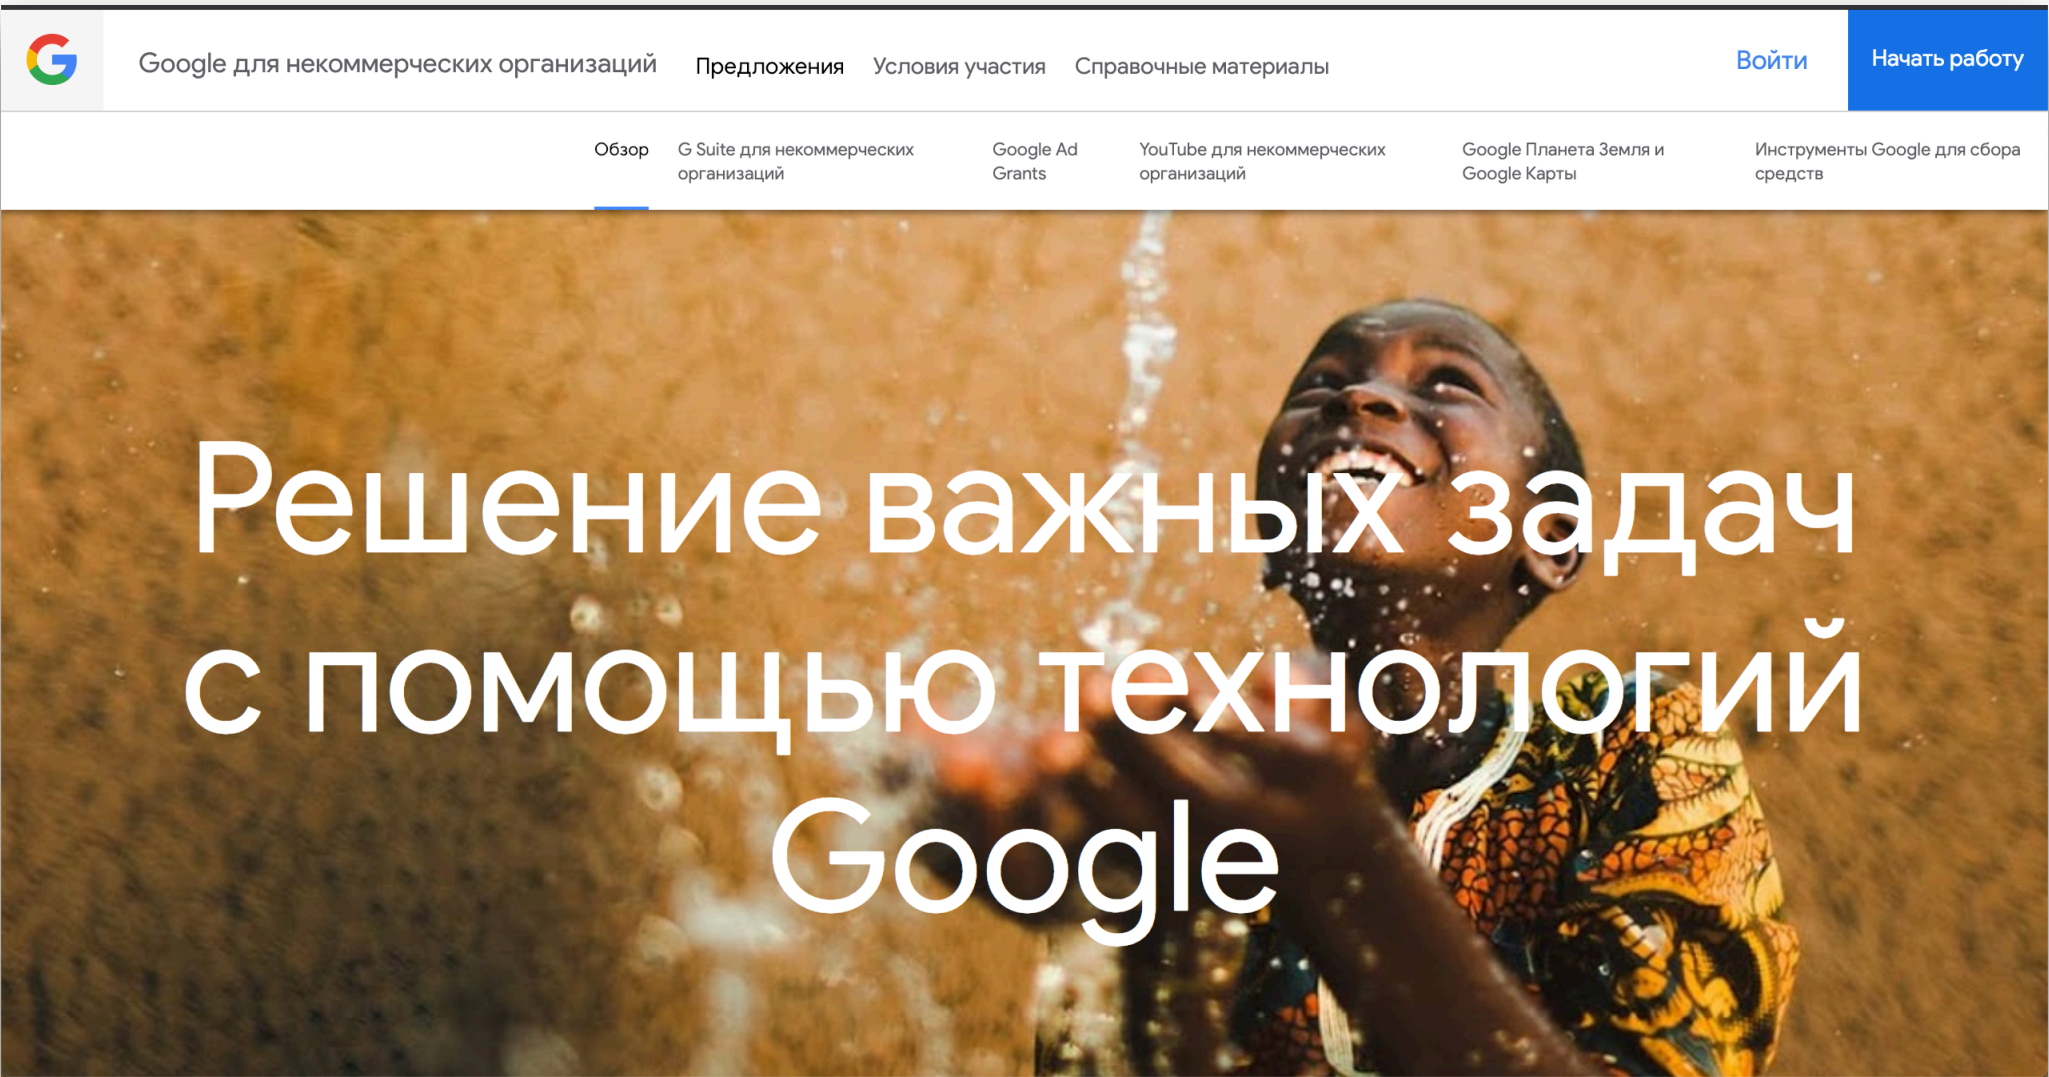 Google для некоммерческих организаций
Предложения
Условия участия
Справочные материалы
Войти
Начать работу
Обзор
G Suite для некоммерческих
организаций
Google Ad
Grants
YouTube для некоммерческих
организаций
Google Планета Земля и
Google Карты
Инструменты Google для сбора
средств
Решение важных задач
с помощью технологий
Google